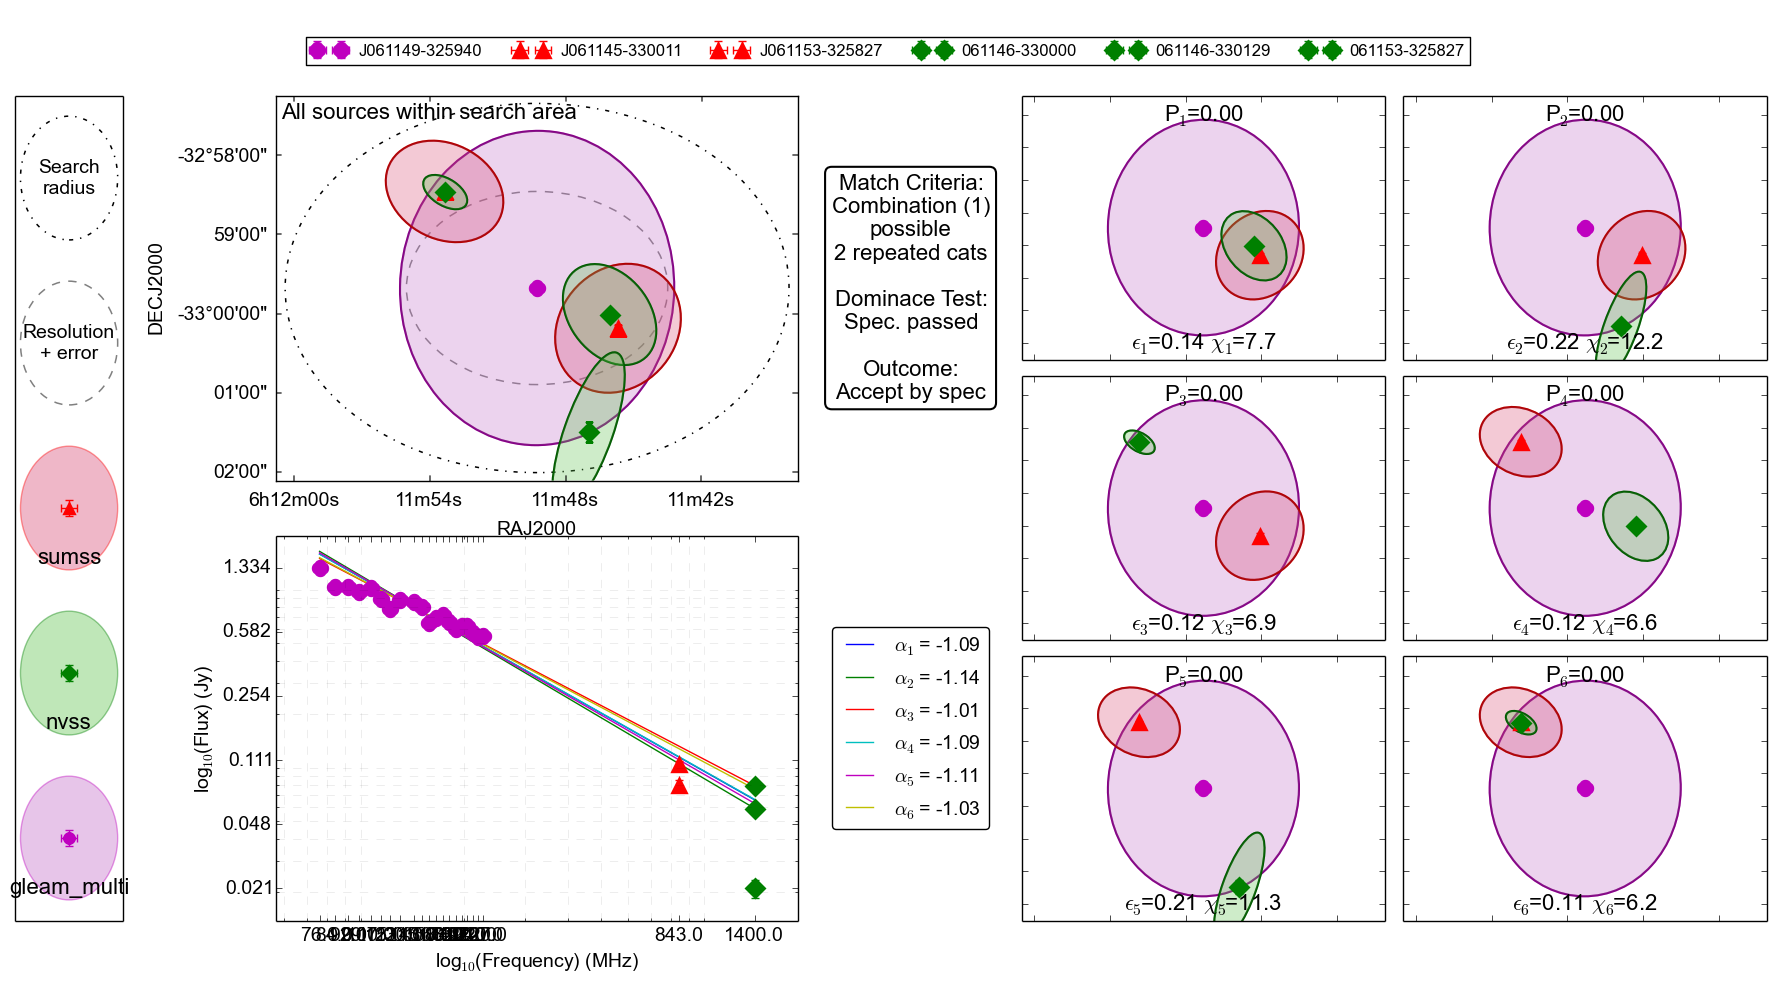 J061149-325940 J061145-330011 J061153-325827 061146-330000 061146-330129 061153-325827
Search
radius
Resolution
+ error
sumss
nvss
gleam_multi
All sources within search area
DECJ2000
-32°58'00"
59'00"
-33°00'00"
01'00"
02'00"
6h12m00s 11m54s 11m48s 11m42s
RAJ2000
Match Criteria:
Combination (1)
possible
2 repeated cats
Dominace Test:
Spec. passed
Outcome:
Accept by spec
log₁₀(Flux) (Jy)
1.334
0.582
0.254
0.111
0.048
0.021
843.0 1400.0
log₁₀(Frequency) (MHz)
α₁ = -1.09
α₂ = -1.14
α₃ = -1.01
α₄ = -1.09
α₅ = -1.11
α₆ = -1.03
P₁=0.00
ϵ₁=0.14 χ₁=7.7
P₂=0.00
ϵ₂=0.22 χ₂=12.2
P₃=0.00
ϵ₃=0.12 χ₃=6.9
P₄=0.00
ϵ₄=0.12 χ₄=6.6
P₅=0.00
ϵ₅=0.21 χ₅=11.3
P₆=0.00
ϵ₆=0.11 χ₆=6.2